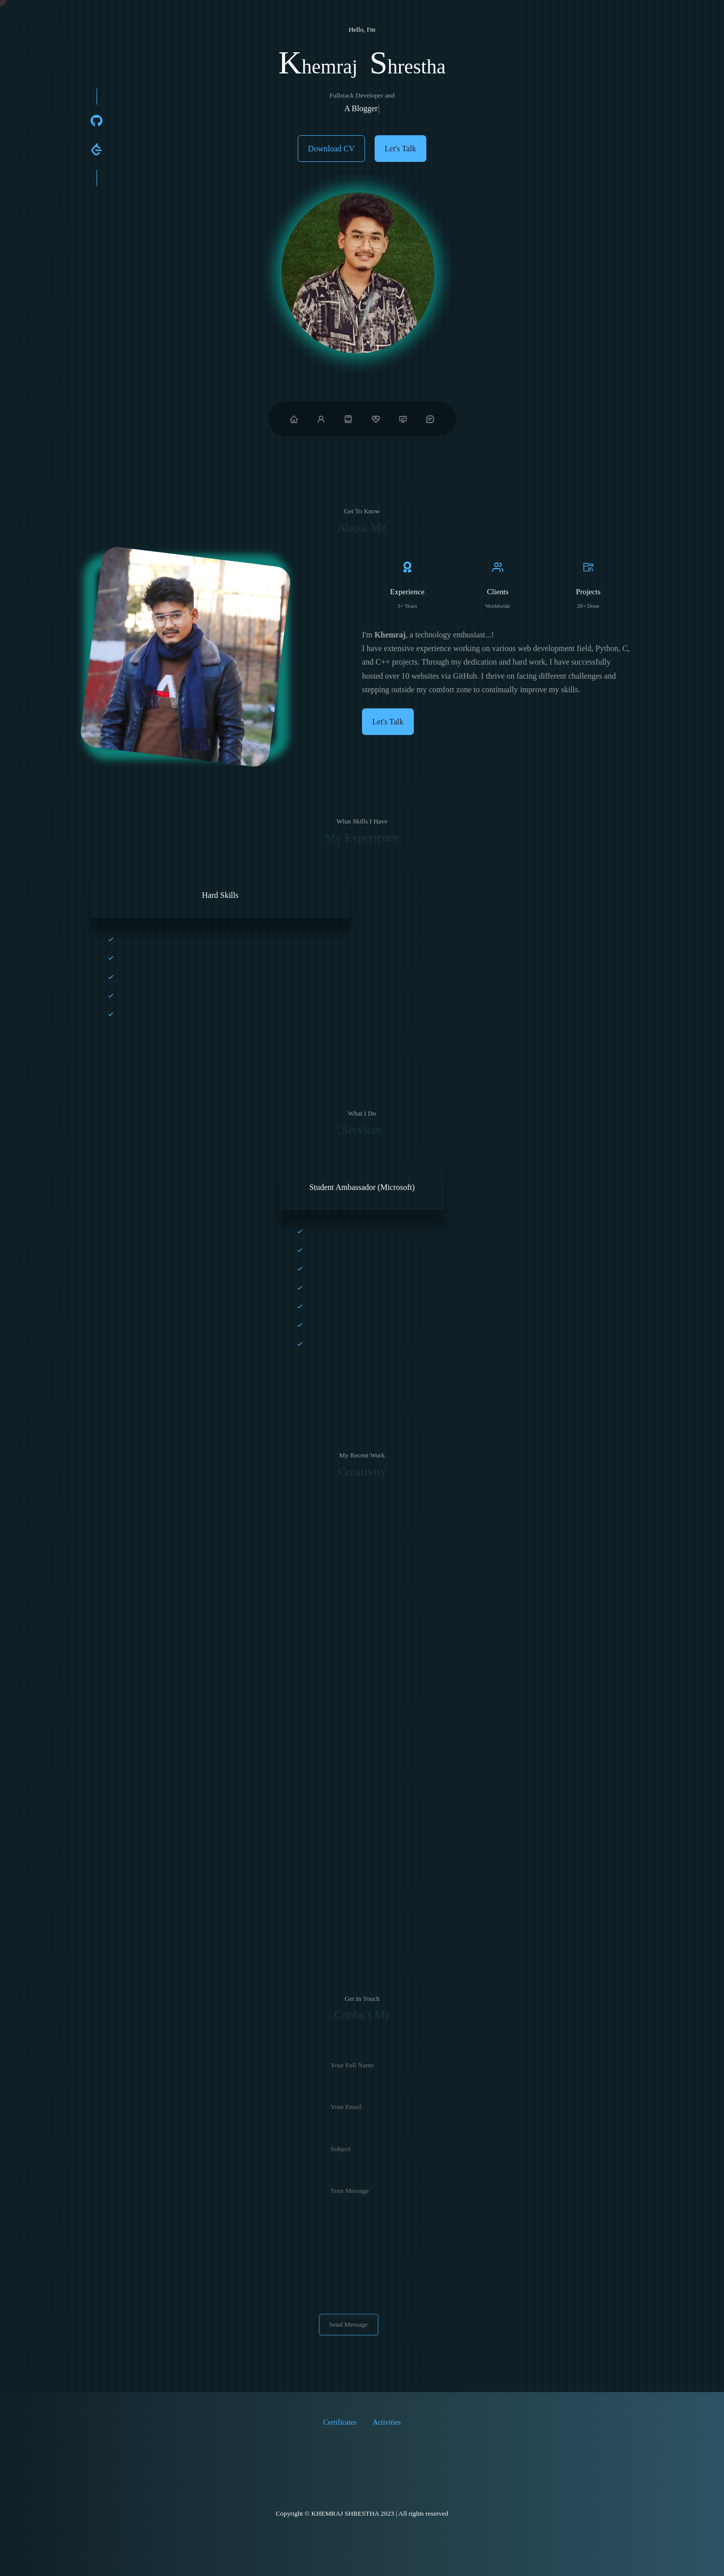 Hello, I'm
Khemraj Shrestha
Fullstack Developer and
A Blogger|
Download CV
Let's Talk
Get To Know
About Me
Experience
3+ Years
Clients
Worldwide
Projects
20+ Done
I'm Khemraj, a technology enthusiast...!
I have extensive experience working on various web development field, Python, C,
and C++ projects. Through my dedication and hard work, I have successfully
hosted over 10 websites via GitHub. I thrive on facing different challenges and
stepping outside my comfort zone to continually improve my skills.
Let's Talk
What Skills I Have
My Experience
Hard Skills
What I Do
Services
Student Ambassador (Microsoft)
My Recent Work
Creativity
Get In Touch
Contact Me
Your Full Name
Your Email
Subject
Your Message
Send Message
Certificates
Activities
Copyright © KHEMRAJ SHRESTHA 2023 | All rights reserved